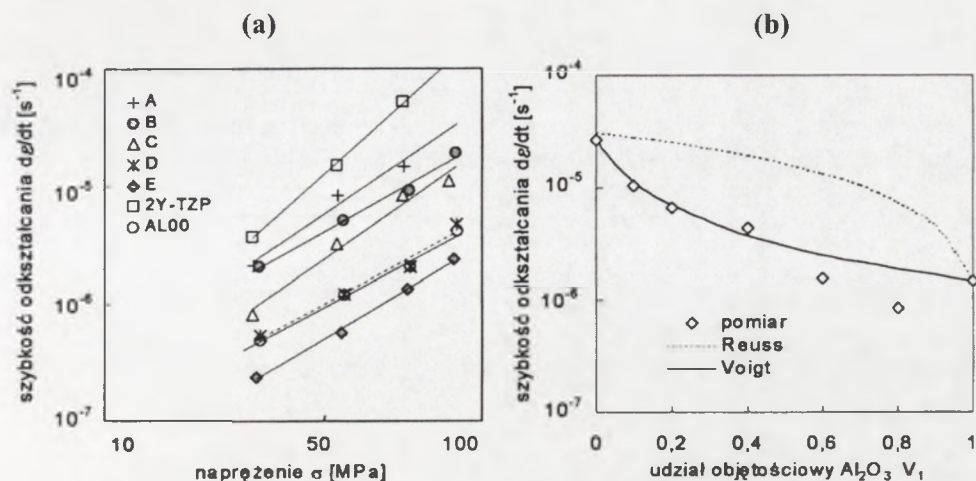 (a)
szybkość odkształcania dε/dt [s⁻¹]
10⁻⁴
10⁻⁵
10⁻⁶
10⁻⁷
A
B
C
D
E
2Y-TZP
AL00
10
50
100
naprężenie σ [MPa]
(b)
szybkość odkształcania dε/dt [s⁻¹]
10⁻⁴
10⁻⁵
10⁻⁶
10⁻⁷
pomiar
Reuss
Voigt
0
0,2
0,4
0,6
0,8
1
udział objętościowy Al₂O₃ V₁